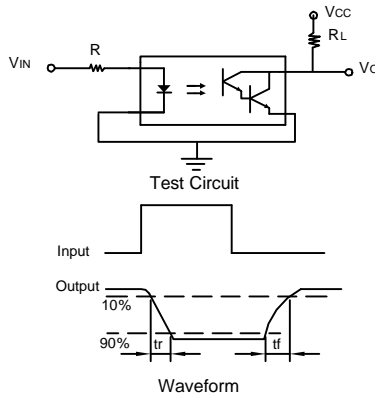 VCC
R
RL
VIN
VO
Test Circuit
Input
Output
10%
90%
tr
tf
Waveform